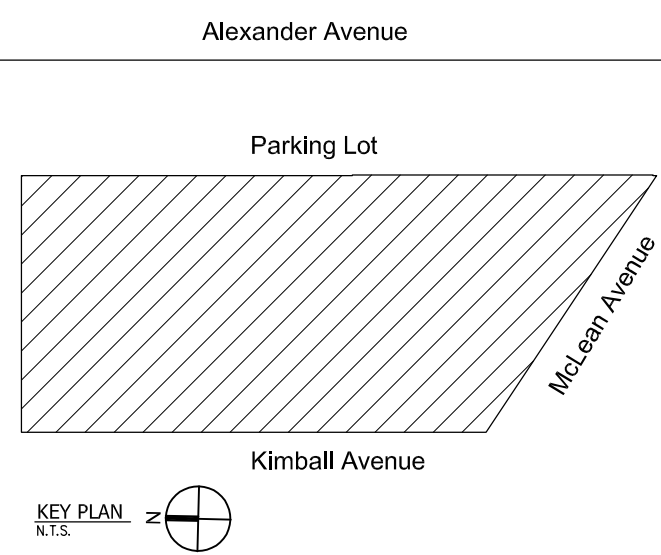 Alexander Avenue
Parking Lot
McLean Avenue
Kimball Avenue
KEY PLAN
N.T.S.
N